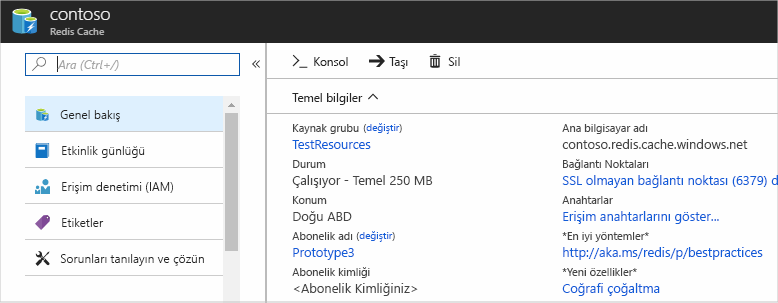 contoso
Redis Cache
Ara (Ctrl+/)
Genel bakış
Etkinlik günlüğü
Erişim denetimi (IAM)
Etiketler
Sorunları tanılayın ve çözün
Konsol
Taşı
Sil
Temel bilgiler
Kaynak grubu (değiştir)
TestResources
Durum
Çalışıyor - Temel 250 MB
Konum
Doğu ABD
Abonelik adı (değiştir)
Prototype3
Abonelik kimliği
<Abonelik Kimliğiniz>
Ana bilgisayar adı
contoso.redis.cache.windows.net
Bağlantı Noktaları
SSL olmayan bağlantı noktası (6379) d
Anahtarlar
Erişim anahtarlarını göster...
*En iyi yöntemler*
http://aka.ms/redis/p/bestpractices
*Yeni özellikler*
Coğrafi çoğaltma